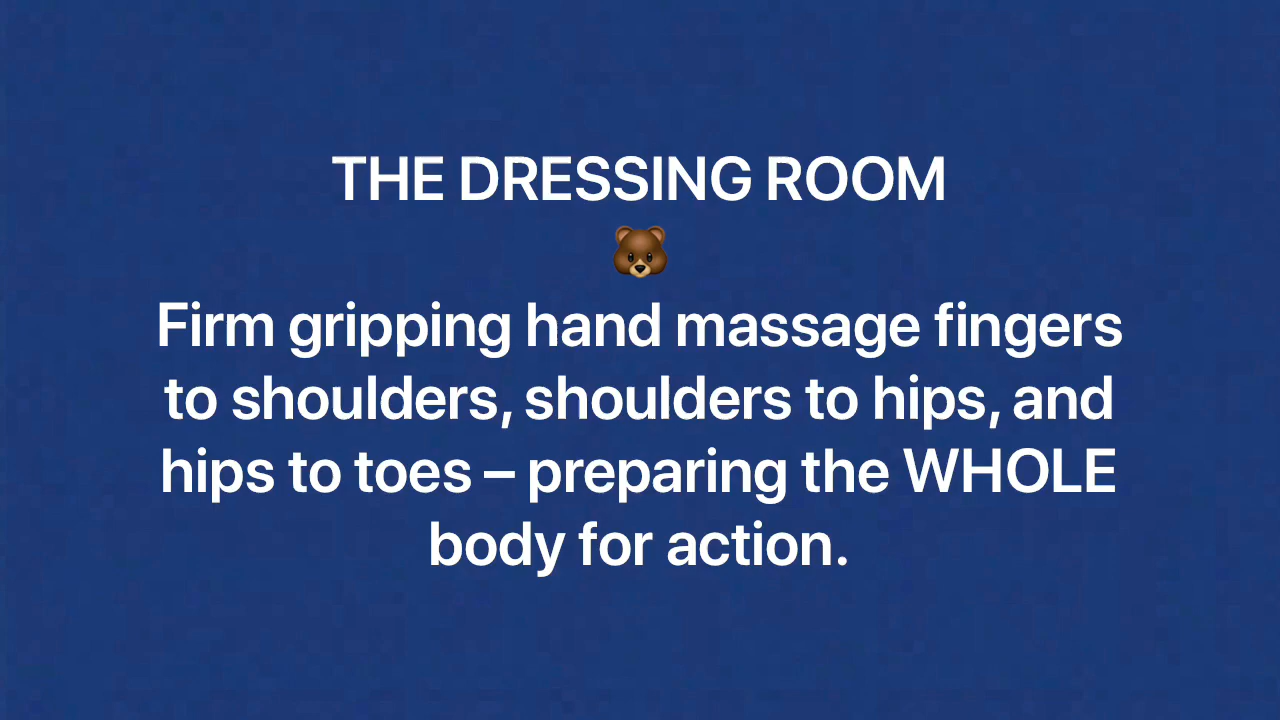 THE DRESSING ROOM
🐻
Firm gripping hand massage fingers
to shoulders, shoulders to hips, and
hips to toes – preparing the WHOLE
body for action.